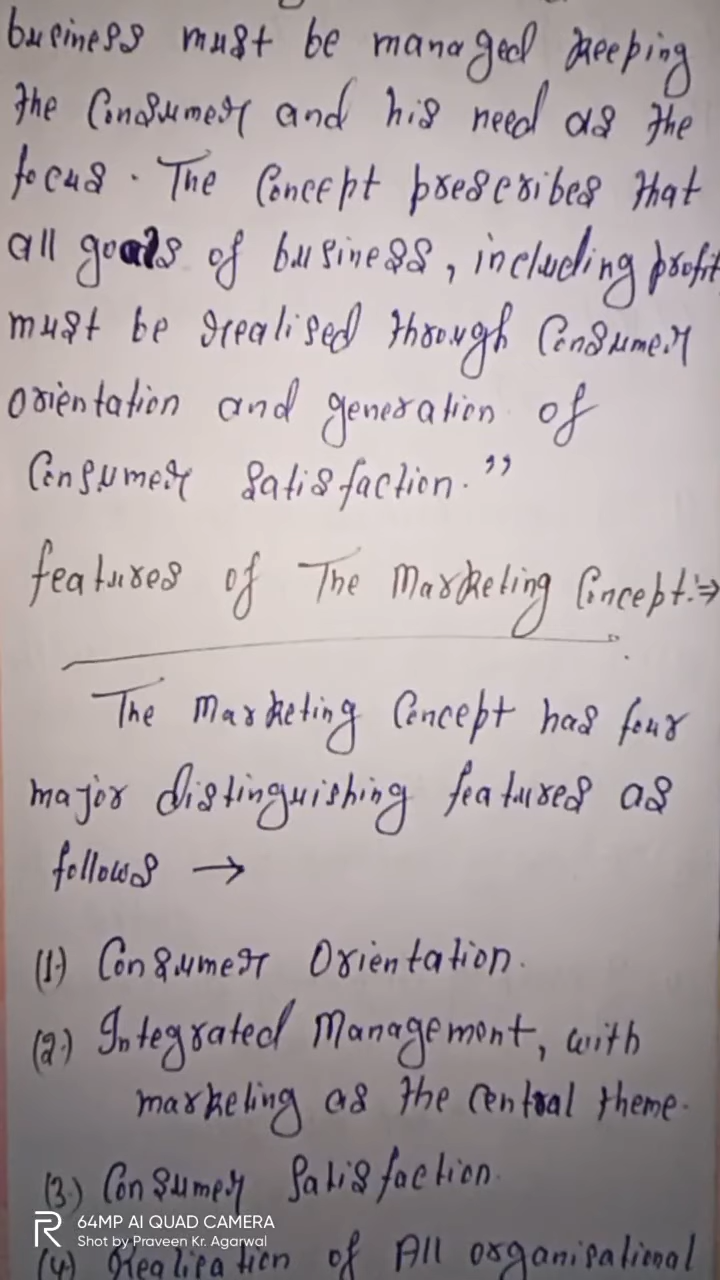 business must be managed keeping
the Consumer and his need as the
focus. The Concept prescribes that
all goals of business, including profit
must be realised through Consumer
orientation and generation of
Consumer Satisfaction.”
features of The Marketing Concept:⇒
The Marketing Concept has four
major distinguishing features as
follows →
(1.) Consumer Orientation.
(2.) Integrated Management, with
marketing as the central theme.
(3.) Consumer Satisfaction.
(4) Realisation of All organisational
64MP AI QUAD CAMERA
Shot by Praveen Kr. Agarwal